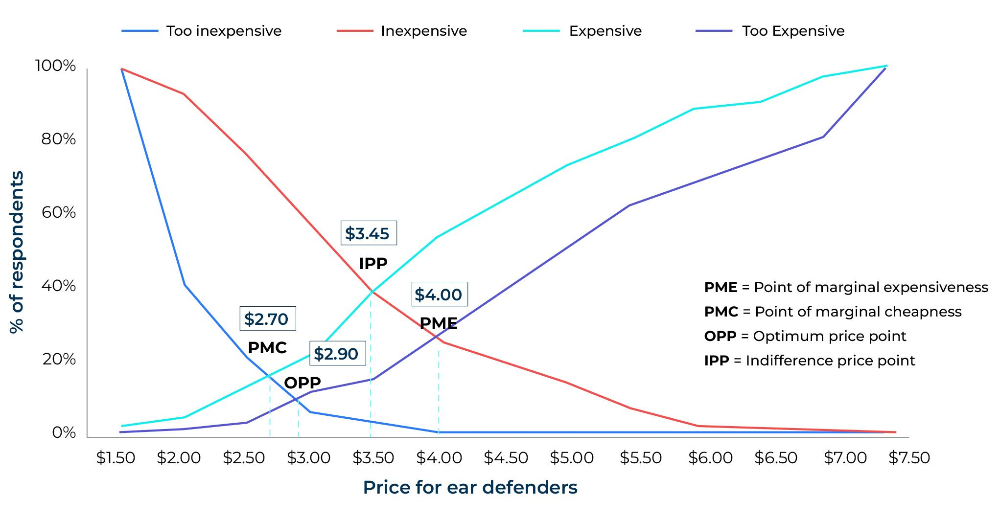 Too inexpensive Inexpensive Expensive Too Expensive
100%
80%
60%
40%
20%
0%
% of respondents
$3.45
IPP
$4.00
PME
$2.70
PMC
$2.90
OPP
PME = Point of marginal expensiveness
PMC = Point of marginal cheapness
OPP = Optimum price point
IPP = Indifference price point
$1.50 $2.00 $2.50 $3.00 $3.50 $4.00 $4.50 $5.00 $5.50 $6.00 $6.50 $7.00 $7.50
Price for ear defenders